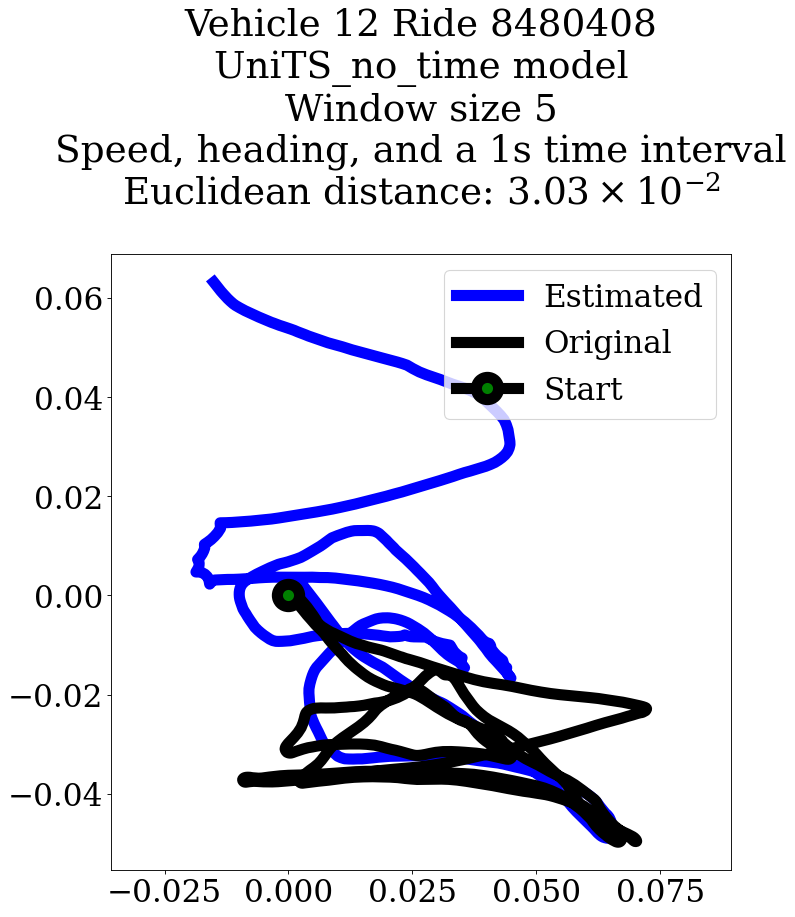 Vehicle 12 Ride 8480408
UniTS_no_time model
Window size 5
Speed, heading, and a 1s time interval
Euclidean distance: 3.03 × 10⁻²
Estimated
Original
Start
0.06
0.04
0.02
0.00
−0.02
−0.04
−0.025 0.000 0.025 0.050 0.075